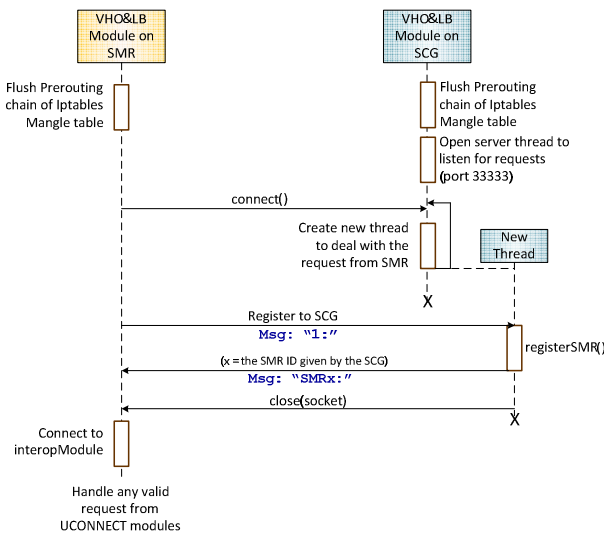 VHO&LB
Module on
SMR
VHO&LB
Module on
SCG
Flush Prerouting
chain of Iptables
Mangle table
Flush Prerouting
chain of Iptables
Mangle table
Open server thread to
listen for requests
(port 33333)
connect()
Create new thread
to deal with the
request from SMR
New
Thread
X
Register to SCG
Msg: “1:”
registerSMR()
(x = the SMR ID given by the SCG)
Msg: “SMRx:”
close(socket)
X
Connect to
interopModule
Handle any valid
request from
UCONNECT modules